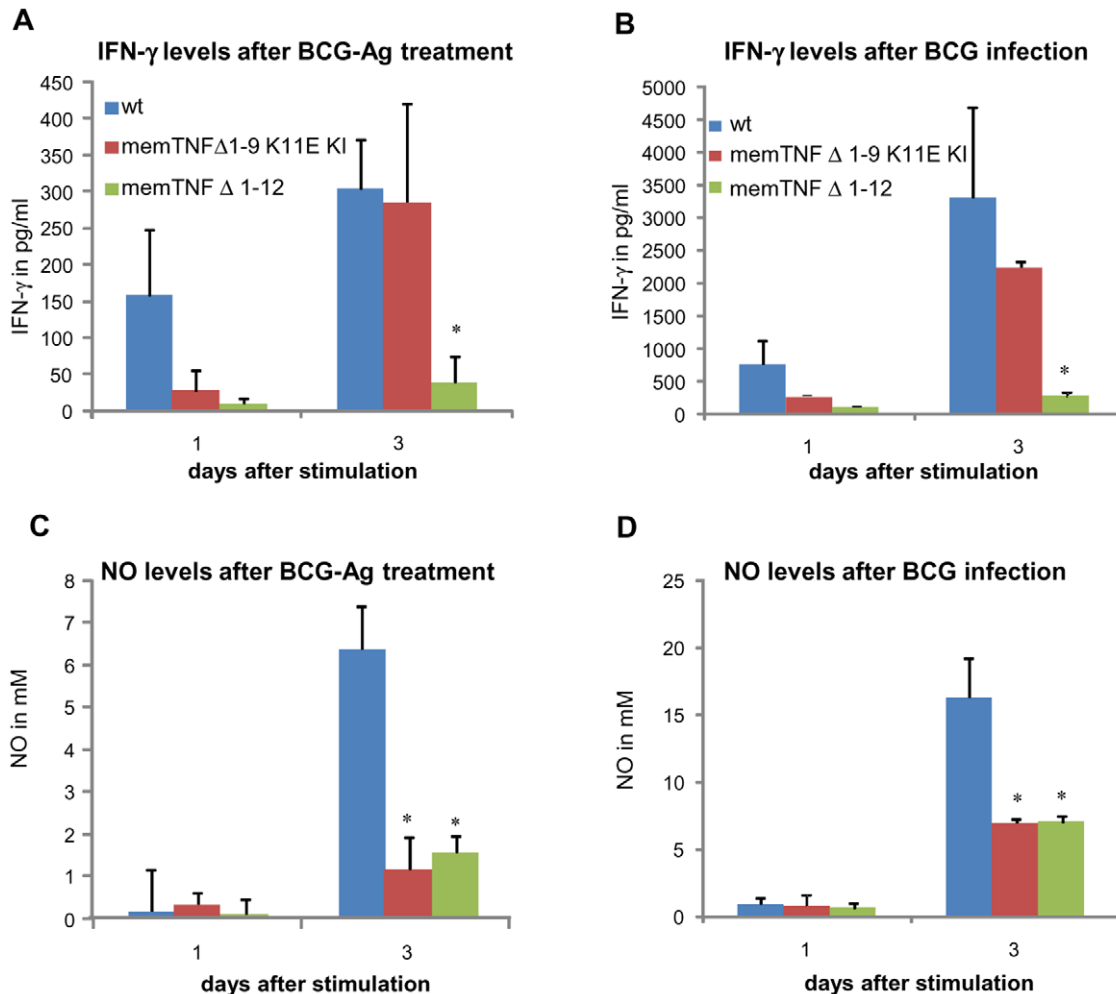 A
IFN-γ levels after BCG-Ag treatment
450
400
350
300
250
200
150
100
50
0
IFN-γ in pg/ml
wt
memTNFΔ1-9 K11E KI
memTNF Δ 1-12
*
1
3
days after stimulation
B
IFN-γ levels after BCG infection
5000
4500
4000
3500
3000
2500
2000
1500
1000
500
0
IFN-γ in pg/ml
wt
memTNF Δ 1-9 K11E KI
memTNF Δ 1-12
*
1
3
days after stimulation
C
NO levels after BCG-Ag treatment
8
7
6
5
4
3
2
1
0
NO in mM
*
*
1
3
days after stimulation
D
NO levels after BCG infection
25
20
15
10
5
0
NO in mM
*
*
1
3
days after stimulation